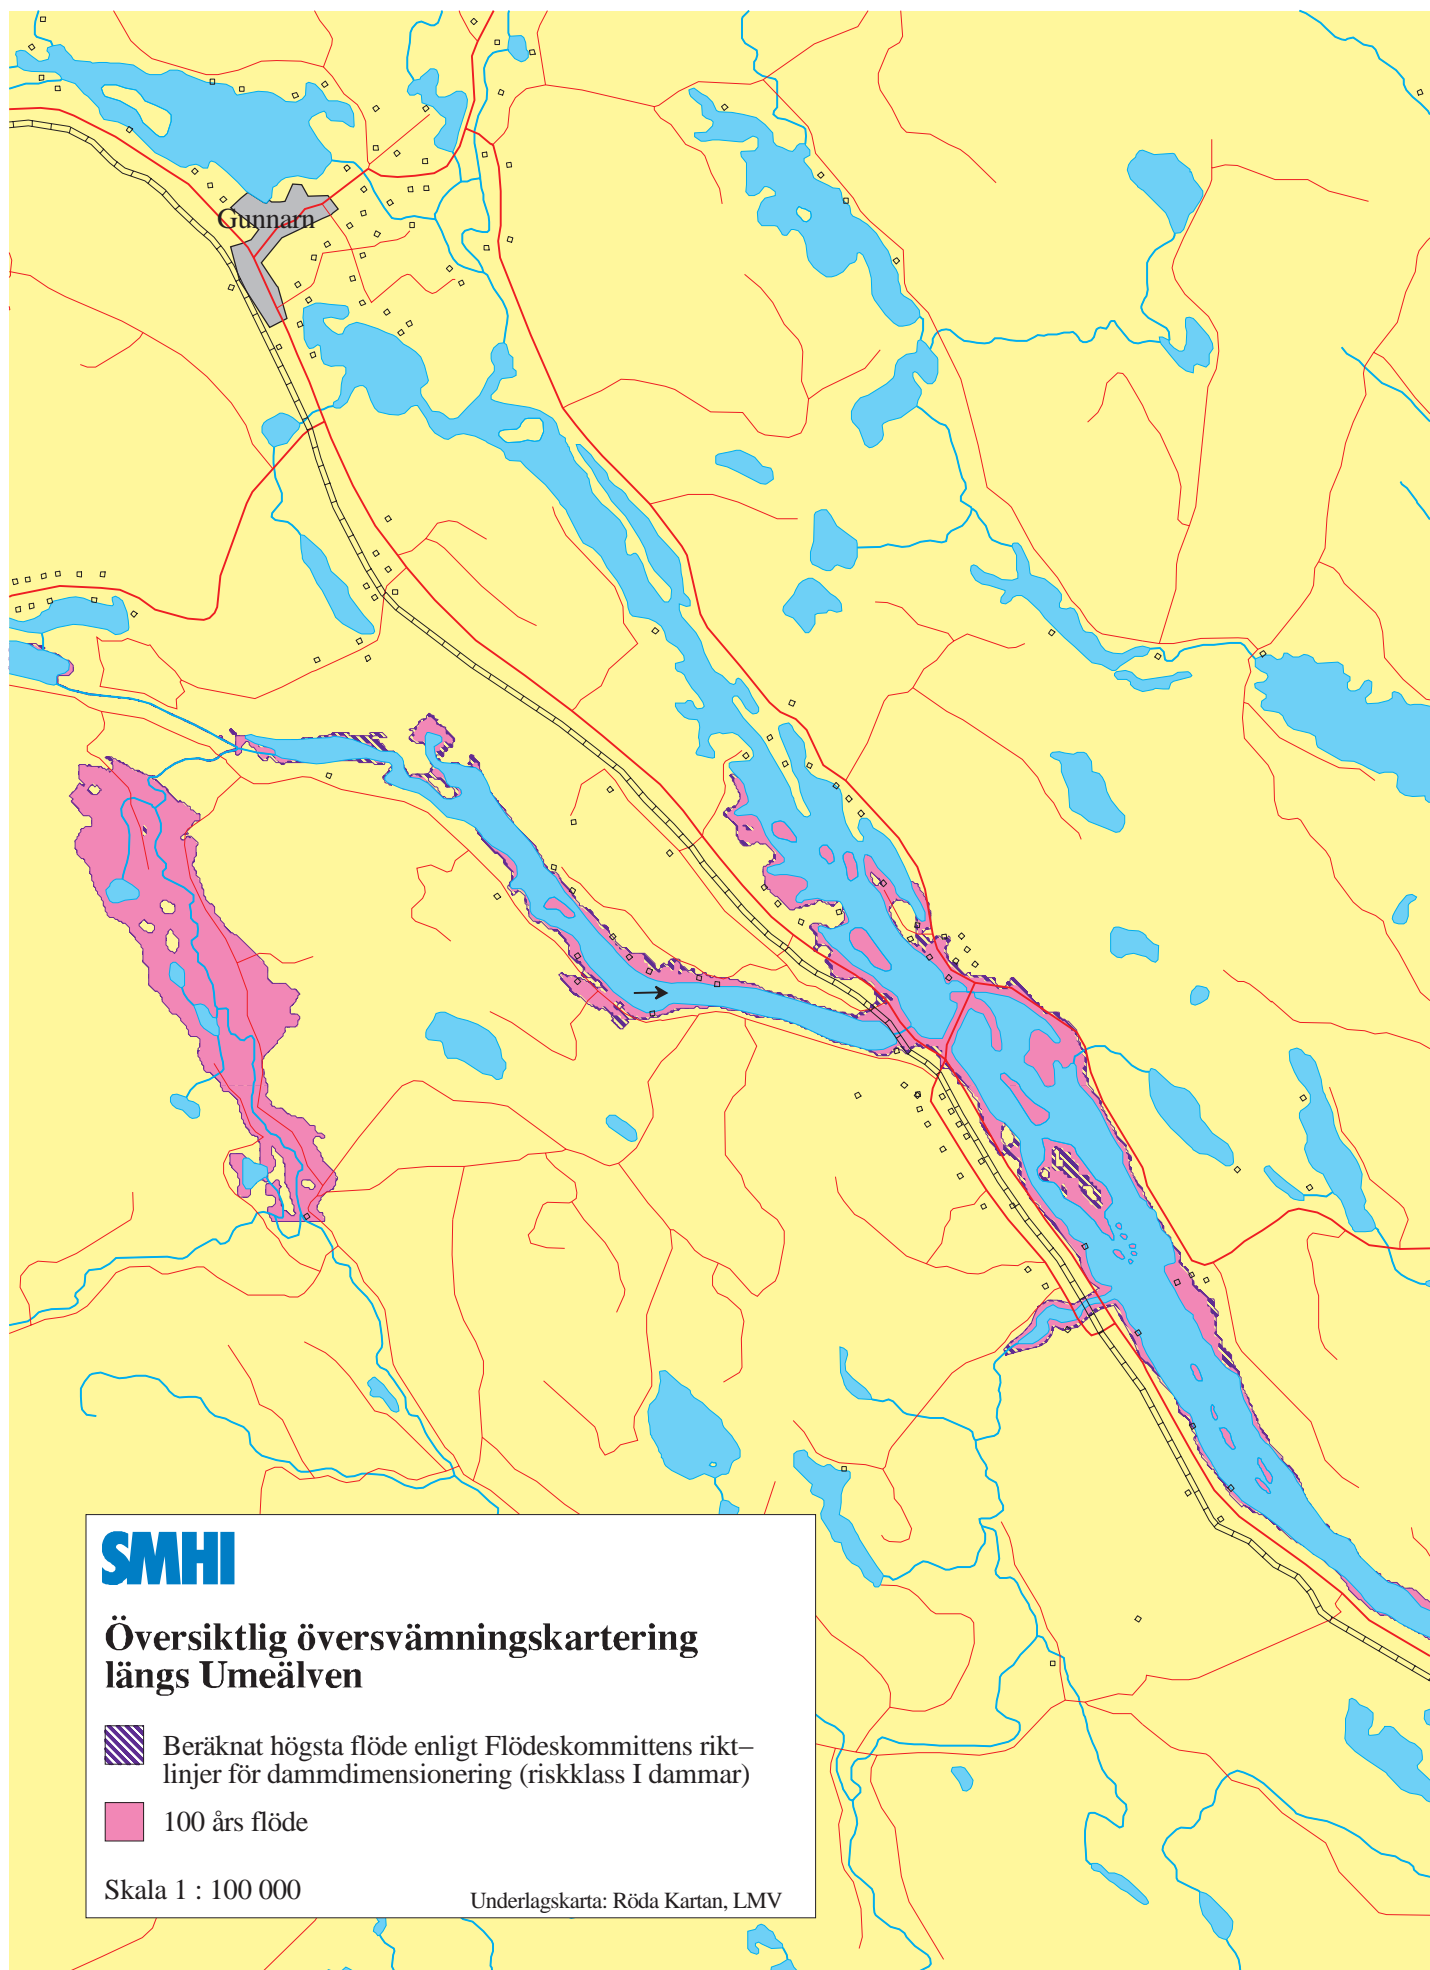 Gunnarn
SMHI
Översiktlig översvämningskartering
längs Umeälven
Beräknat högsta flöde enligt Flödeskommittens rikt–
linjer för dammdimensionering (riskklass I dammar)
100 års flöde
Skala 1 : 100 000
Underlagskarta: Röda Kartan, LMV